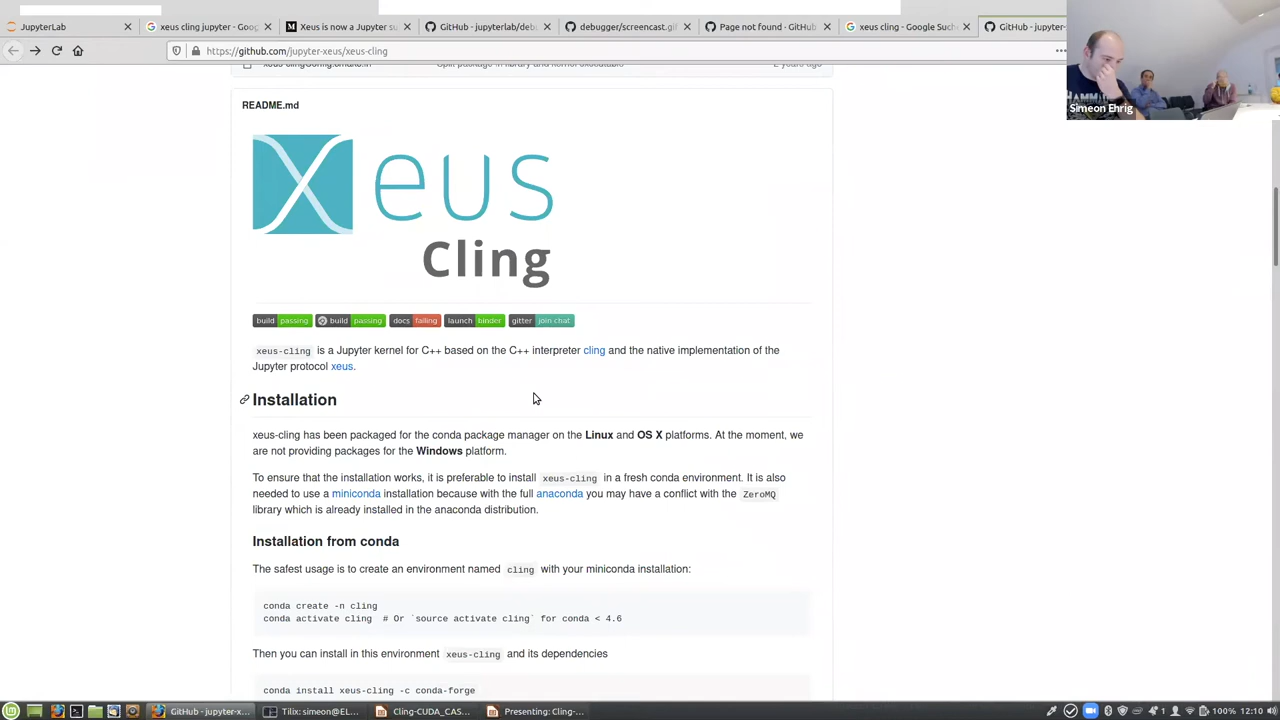 JupyterLab
xeus cling jupyter - Goog
Xeus is now a Jupyter su
GitHub - jupyterlab/deb
debugger/screencast.gif
Page not found · GitHub
xeus cling - Google Such
GitHub - jupyter-
https://github.com/jupyter-xeus/xeus-cling
Simeon Ehrig
2 years ago
README.md
Xeus
Cling
build passing build passing docs failing launch binder gitter join chat
xeus-cling is a Jupyter kernel for C++ based on the C++ interpreter cling and the native implementation of the
Jupyter protocol xeus.
Installation
xeus-cling has been packaged for the conda package manager on the Linux and OS X platforms. At the moment, we
are not providing packages for the Windows platform.
To ensure that the installation works, it is preferable to install xeus-cling in a fresh conda environment. It is also
needed to use a miniconda installation because with the full anaconda you may have a conflict with the ZeroMQ
library which is already installed in the anaconda distribution.
Installation from conda
The safest usage is to create an environment named cling with your miniconda installation:
conda create -n cling
conda activate cling # Or `source activate cling` for conda < 4.6
Then you can install in this environment xeus-cling and its dependencies
conda install xeus-cling -c conda-forge
GitHub - jupyter-x...
Tilix: simeon@EL...
Cling-CUDA_CAS...
Presenting: Cling-...
1
100%
12:10